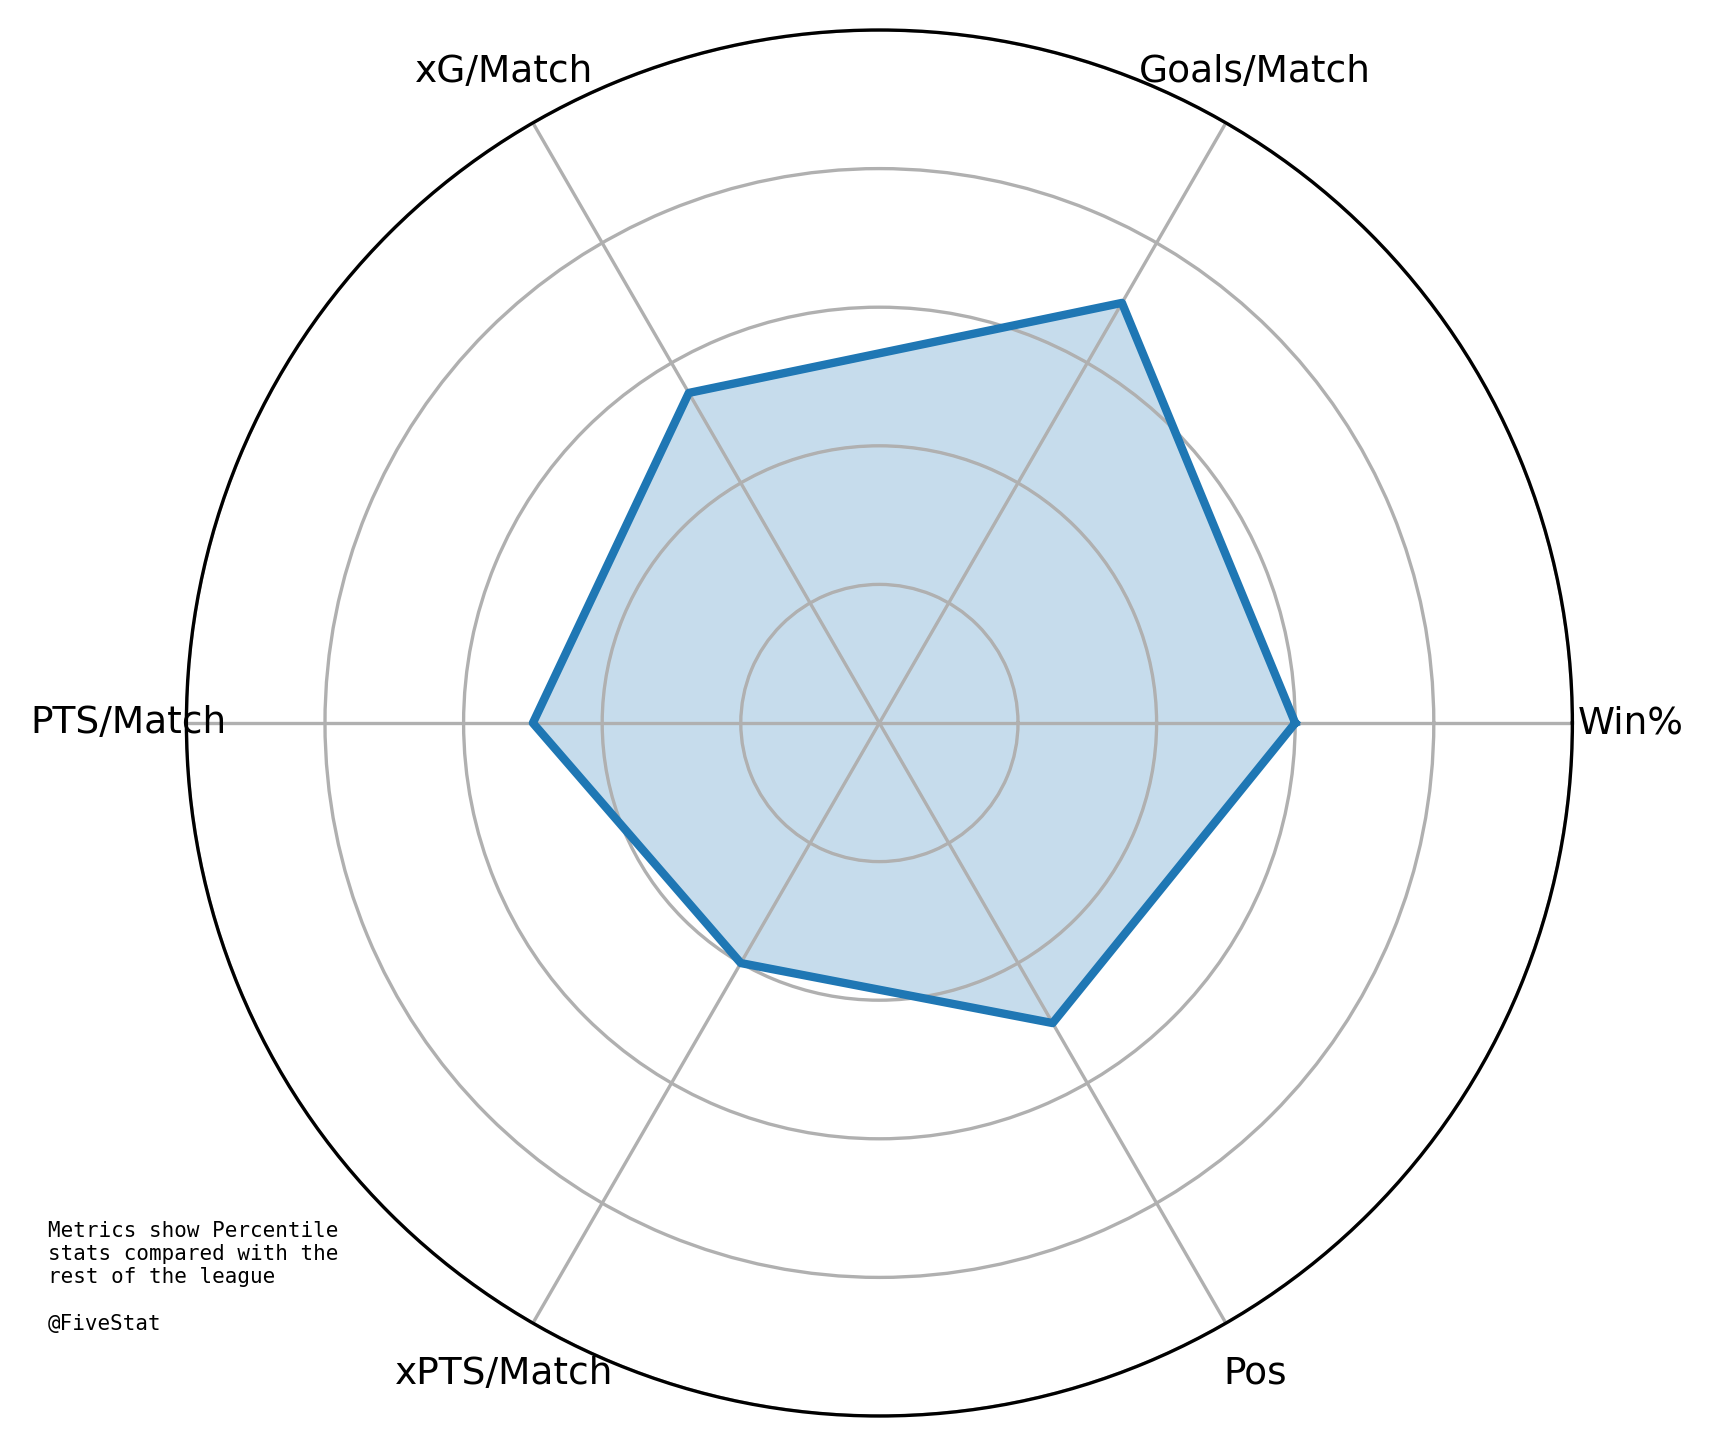 xG/Match
Goals/Match
PTS/Match
Win%
Metrics show Percentile
stats compared with the
rest of the league
@FiveStat
xPTS/Match
Pos